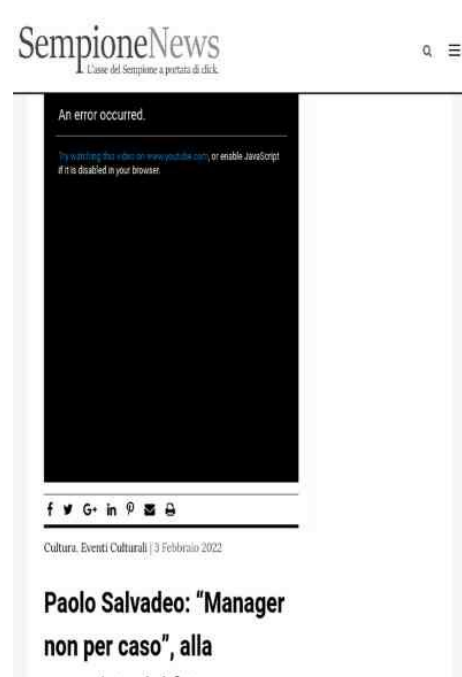 SempioneNews
L'asse del Sempione a portata di click.
An error occurred.
Try watching this video on www.youtube.com, or enable JavaScript
if it is disabled in your browser.
Cultura, Eventi Culturali | 3 Febbraio 2022
Paolo Salvadeo: “Manager
non per caso”, alla